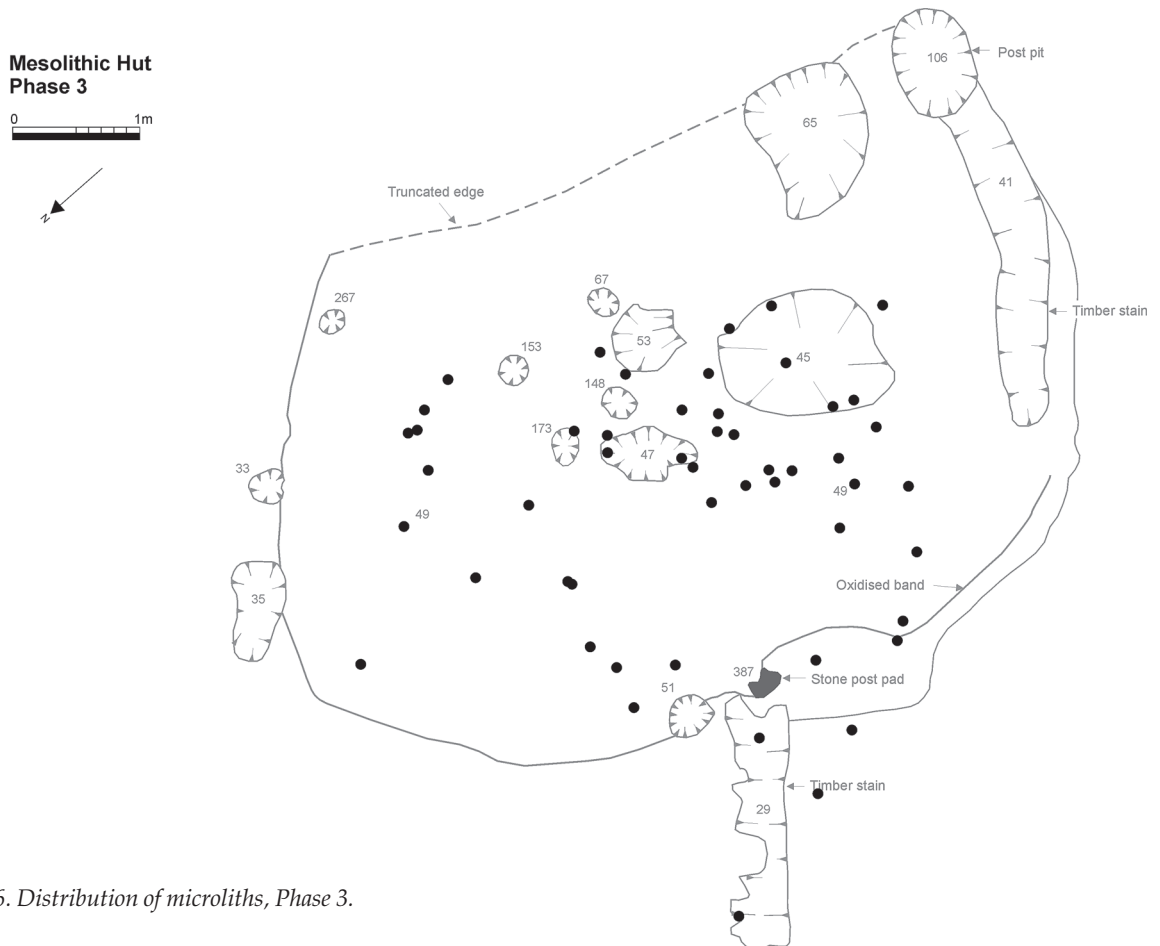 Mesolithic Hut
Phase 3
0 1m
N
106
Post pit
65
41
Truncated edge
67
267
Timber stain
53
153
45
148
173
47
33
49
49
35
Oxidised band
387
Stone post pad
51
Timber stain
29
6. Distribution of microliths, Phase 3.